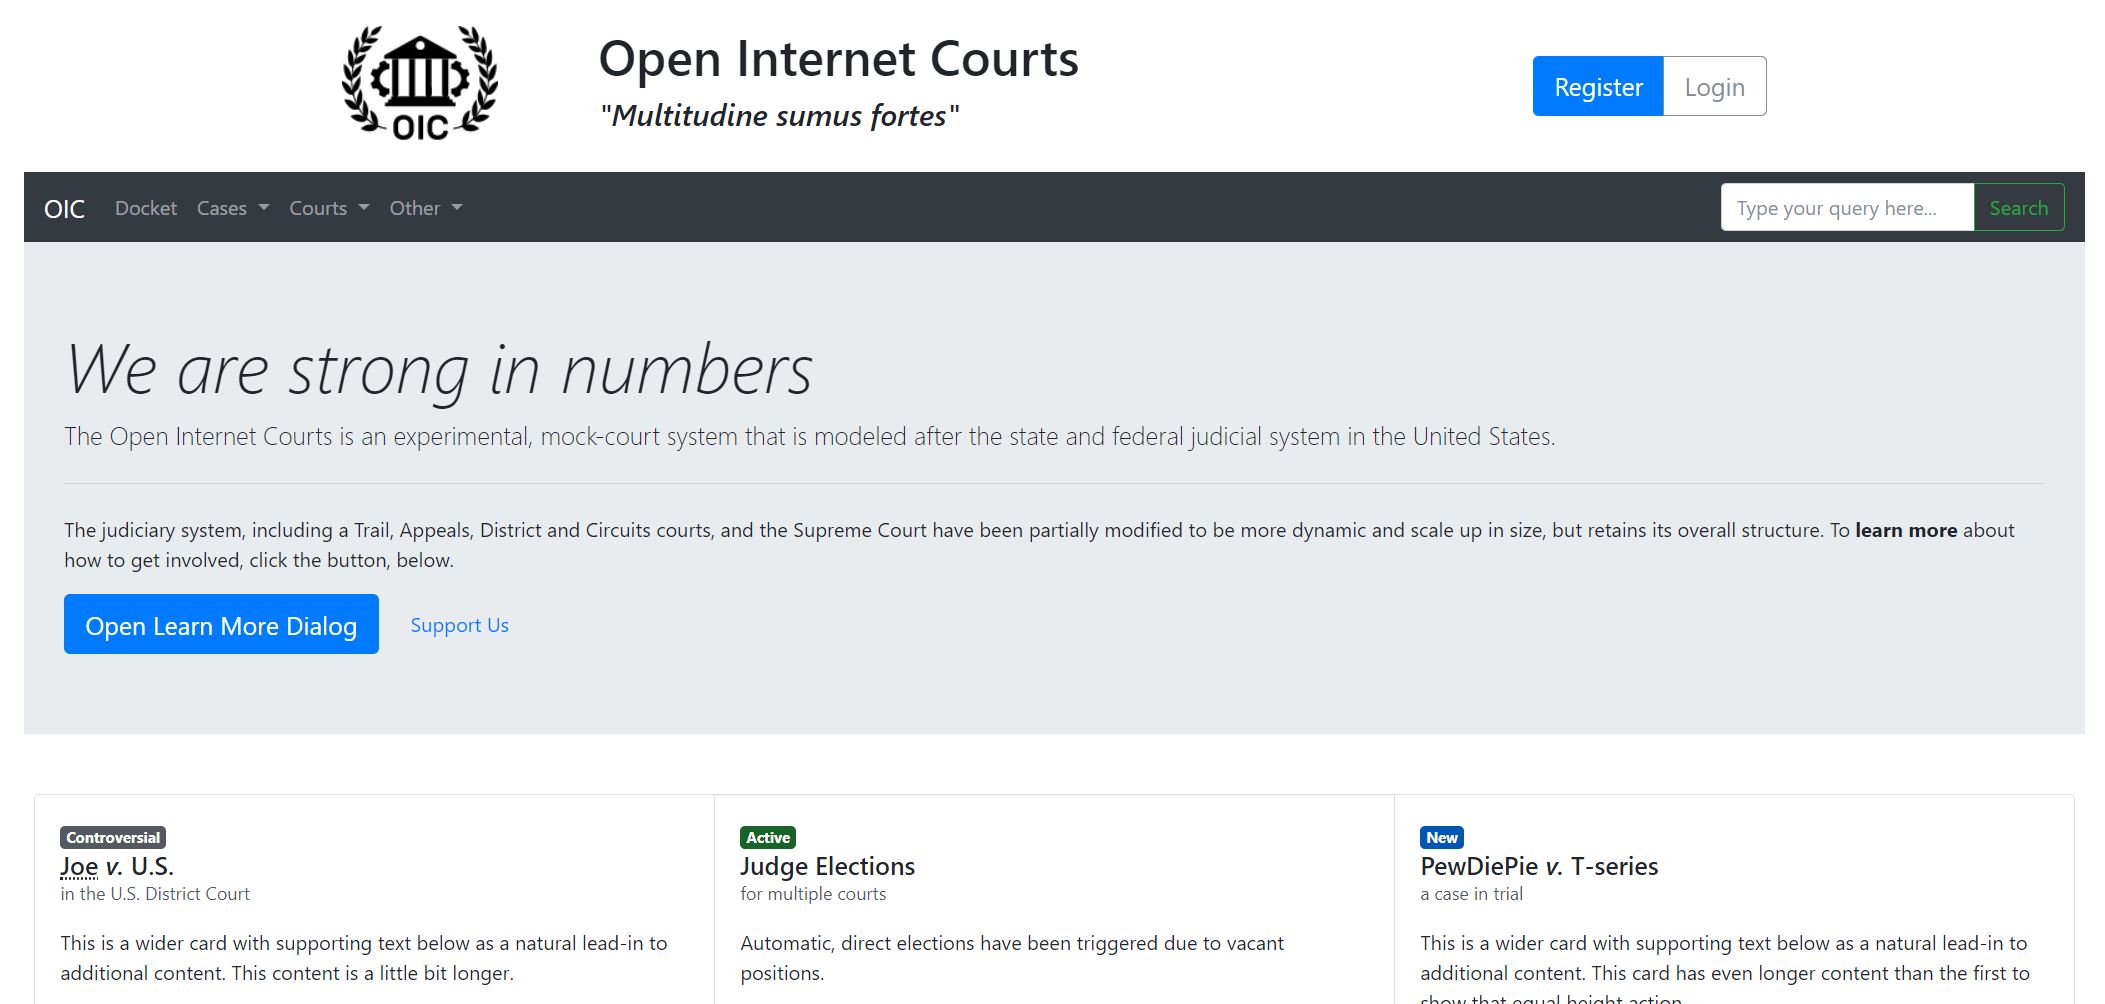 OIC
Open Internet Courts
"Multitudine sumus fortes"
Register
Login
OIC
Docket
Cases
Courts
Other
Type your query here...
Search
We are strong in numbers
The Open Internet Courts is an experimental, mock-court system that is modeled after the state and federal judicial system in the United States.
The judiciary system, including a Trail, Appeals, District and Circuits courts, and the Supreme Court have been partially modified to be more dynamic and scale up in size, but retains its overall structure. To learn more about
how to get involved, click the button, below.
Open Learn More Dialog
Support Us
Controversial
Joe v. U.S.
in the U.S. District Court
This is a wider card with supporting text below as a natural lead-in to
additional content. This content is a little bit longer.
Active
Judge Elections
for multiple courts
Automatic, direct elections have been triggered due to vacant
positions.
New
PewDiePie v. T-series
a case in trial
This is a wider card with supporting text below as a natural lead-in to
additional content. This card has even longer content than the first to
show that equal height action.